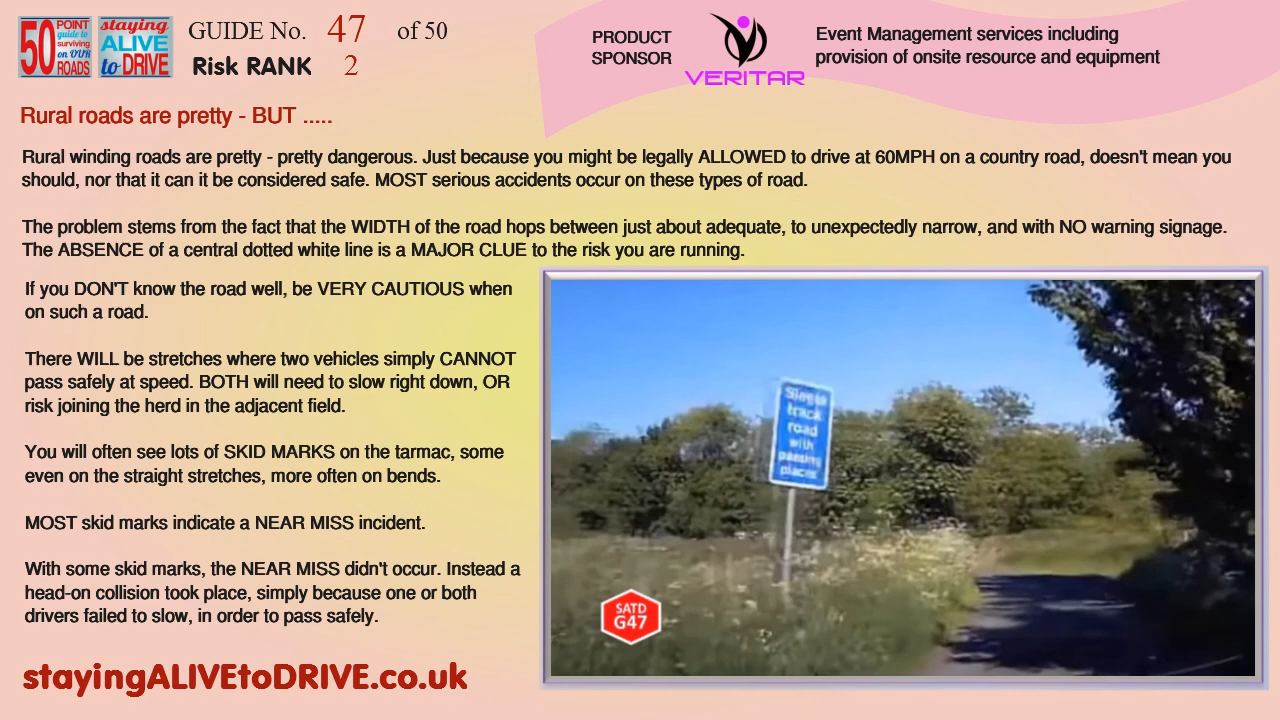 50 POINT guide to surviving on OUR ROADS
staying ALIVE to DRIVE
GUIDE No. 47 of 50
Risk RANK 2
PRODUCT SPONSOR
VERITAR
Event Management services including
provision of onsite resource and equipment
Rural roads are pretty - BUT .....
Rural winding roads are pretty - pretty dangerous. Just because you might be legally ALLOWED to drive at 60MPH on a country road, doesn't mean you
should, nor that it can it be considered safe. MOST serious accidents occur on these types of road.
The problem stems from the fact that the WIDTH of the road hops between just about adequate, to unexpectedly narrow, and with NO warning signage.
The ABSENCE of a central dotted white line is a MAJOR CLUE to the risk you are running.
If you DON'T know the road well, be VERY CAUTIOUS when
on such a road.
There WILL be stretches where two vehicles simply CANNOT
pass safely at speed. BOTH will need to slow right down, OR
risk joining the herd in the adjacent field.
You will often see lots of SKID MARKS on the tarmac, some
even on the straight stretches, more often on bends.
MOST skid marks indicate a NEAR MISS incident.
With some skid marks, the NEAR MISS didn't occur. Instead a
head-on collision took place, simply because one or both
drivers failed to slow, in order to pass safely.
Single
track
road
with
passing
places
SATD
G47
stayingALIVEtoDRIVE.co.uk